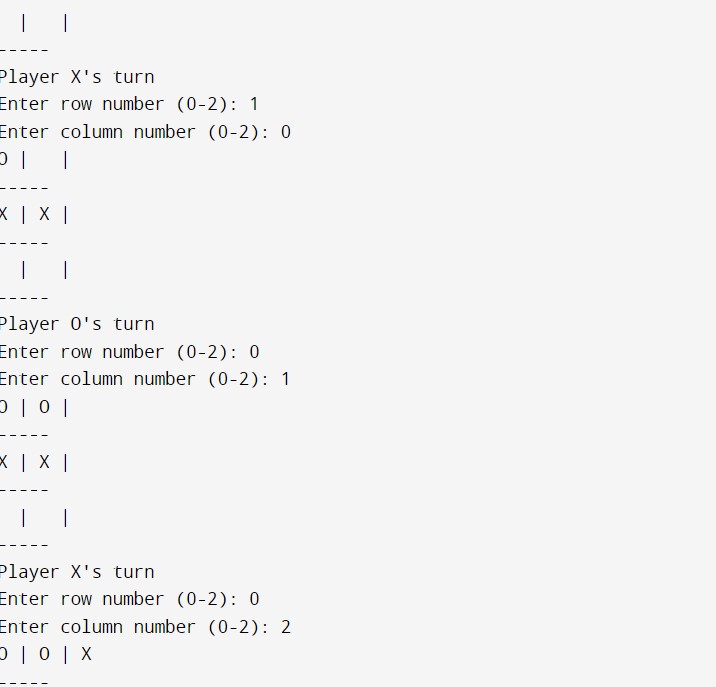 |   |
-----
Player X's turn
Enter row number (0-2): 1
Enter column number (0-2): 0
O |   |
-----
X | X |
-----
  |   |
-----
Player O's turn
Enter row number (0-2): 0
Enter column number (0-2): 1
O | O |
-----
X | X |
-----
  |   |
-----
Player X's turn
Enter row number (0-2): 0
Enter column number (0-2): 2
O | O | X
-----